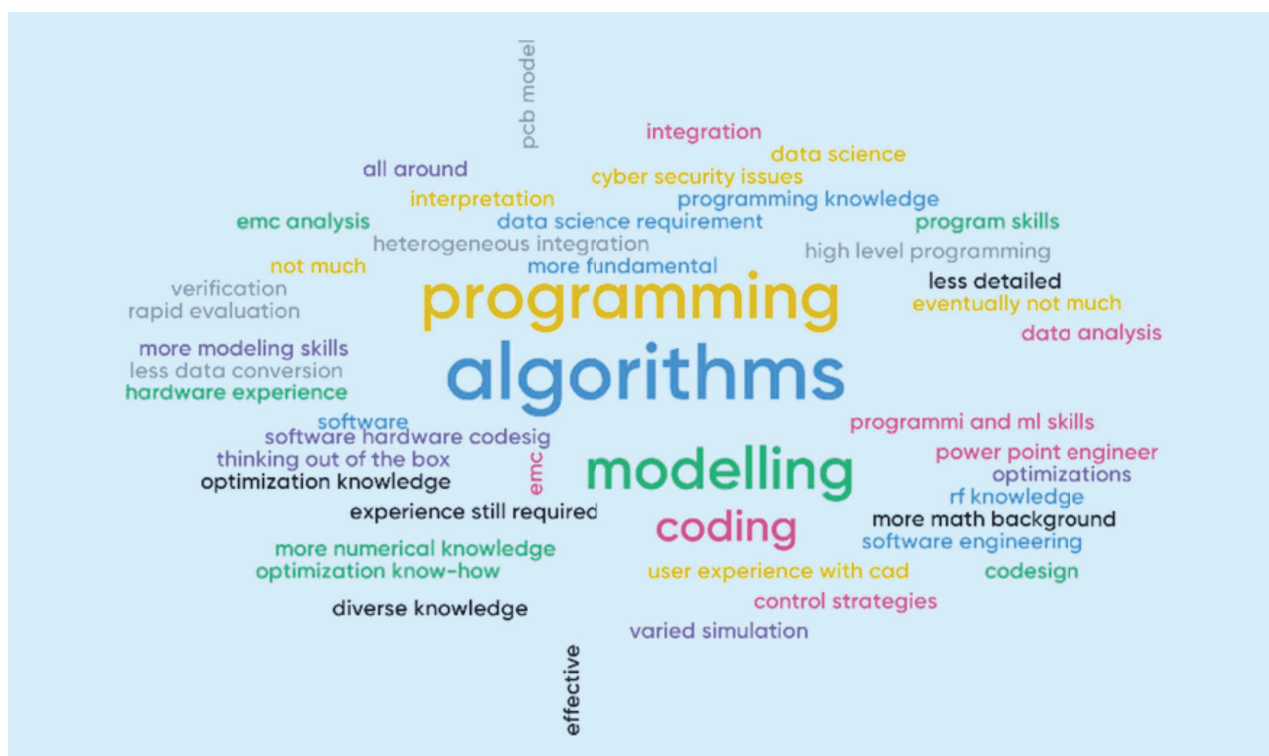 pcb model
integration
data science
all around
cyber security issues
interpretation
programming knowledge
emc analysis
data science requirement
program skills
heterogeneous integration
high level programming
not much
more fundamental
less detailed
verification
programming
eventually not much
rapid evaluation
data analysis
more modeling skills
algorithms
less data conversion
hardware experience
software
programmi and ml skills
software hardware codesig
thinking out of the box
emc
modelling
power point engineer
optimizations
optimization knowledge
rf knowledge
experience still required
coding
more math background
software engineering
more numerical knowledge
optimization know-how
user experience with cad
codesign
diverse knowledge
control strategies
varied simulation
effective